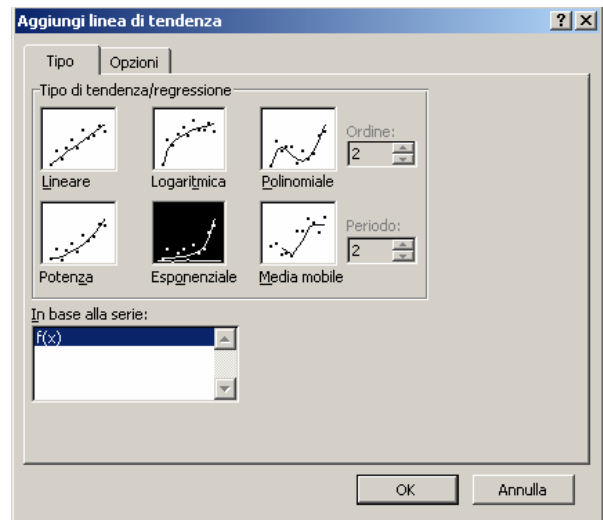 Aggiungi linea di tendenza
Tipo
Opzioni
Tipo di tendenza/regressione
Ordine:
2
Lineare
Logaritmica
Polinomiale
Periodo:
2
Potenza
Esponenziale
Media mobile
In base alla serie:
f(x)
OK
Annulla